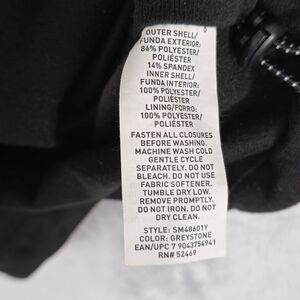 OUTER SHELL/
FUNDA EXTERIOR:
86% POLYESTER/
POLIÉSTER
14% SPANDEX
INNER SHELL/
FUNDA INTERIOR:
100% POLYESTER/
POLIÉSTER
LINING/FORRO:
100% POLYESTER/
POLIÉSTER
FASTEN ALL CLOSURES
BEFORE WASHING.
MACHINE WASH COLD
GENTLE CYCLE
SEPARATELY. DO NOT
BLEACH. DO NOT USE
FABRIC SOFTENER.
TUMBLE DRY LOW.
REMOVE PROMPTLY.
DO NOT IRON. DO NOT
DRY CLEAN.
STYLE: SM48601Y
COLOR: GREYSTONE
EAN/UPC 7 9043754941
RN# 52469